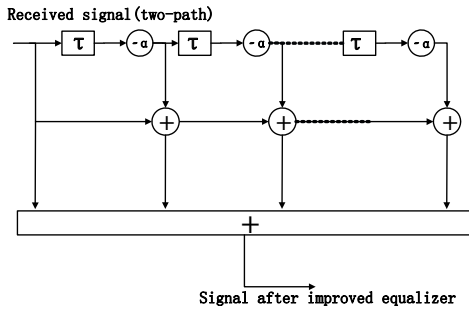 Received signal(two-path)
τ -α τ -α τ -α
+ + +
+
Signal after improved equalizer